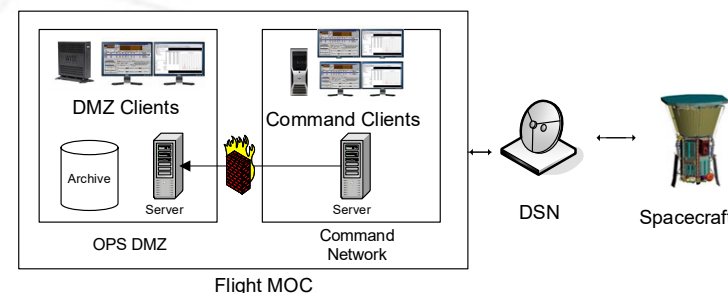 DMZ Clients
Command Clients
Archive
Server
Server
OPS DMZ
Command
Network
DSN
Spacecraf
Flight MOC